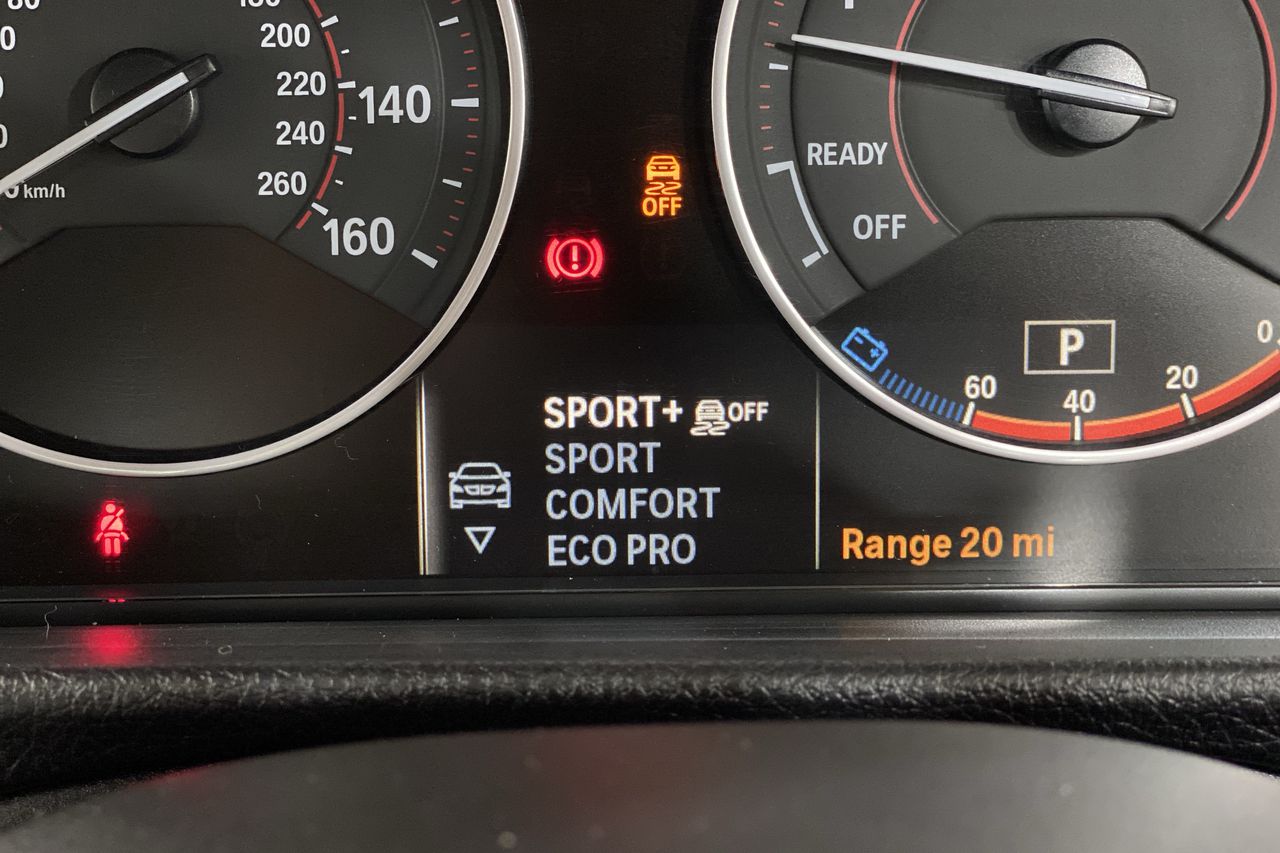 200
220
140
240
260
km/h
160
OFF
READY
OFF
P
60
40
20
SPORT+ OFF
SPORT
COMFORT
ECO PRO
Range 20 mi